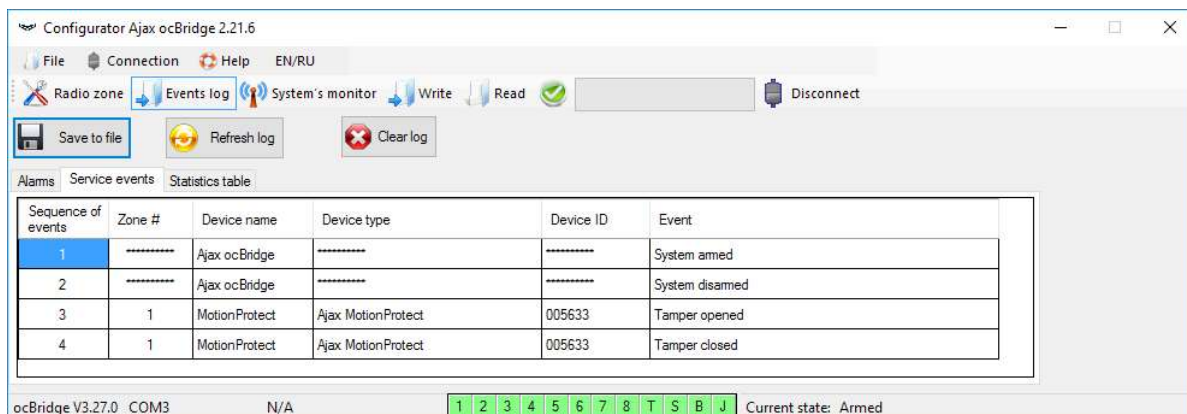 Configurator Ajax ocBridge 2.21.6
File Connection Help EN/RU
Radio zone Events log System's monitor Write Read Disconnect
Save to file Refresh log Clear log
Alarms Service events Statistics table
Sequence of events Zone # Device name Device type Device ID Event
1 ********** Ajax ocBridge ********** ********** System armed
2 ********** Ajax ocBridge ********** ********** System disarmed
3 1 MotionProtect Ajax MotionProtect 005633 Tamper opened
4 1 MotionProtect Ajax MotionProtect 005633 Tamper closed
ocBridge V3.27.0 COM3 N/A 1 2 3 4 5 6 7 8 T S B J Current state: Armed